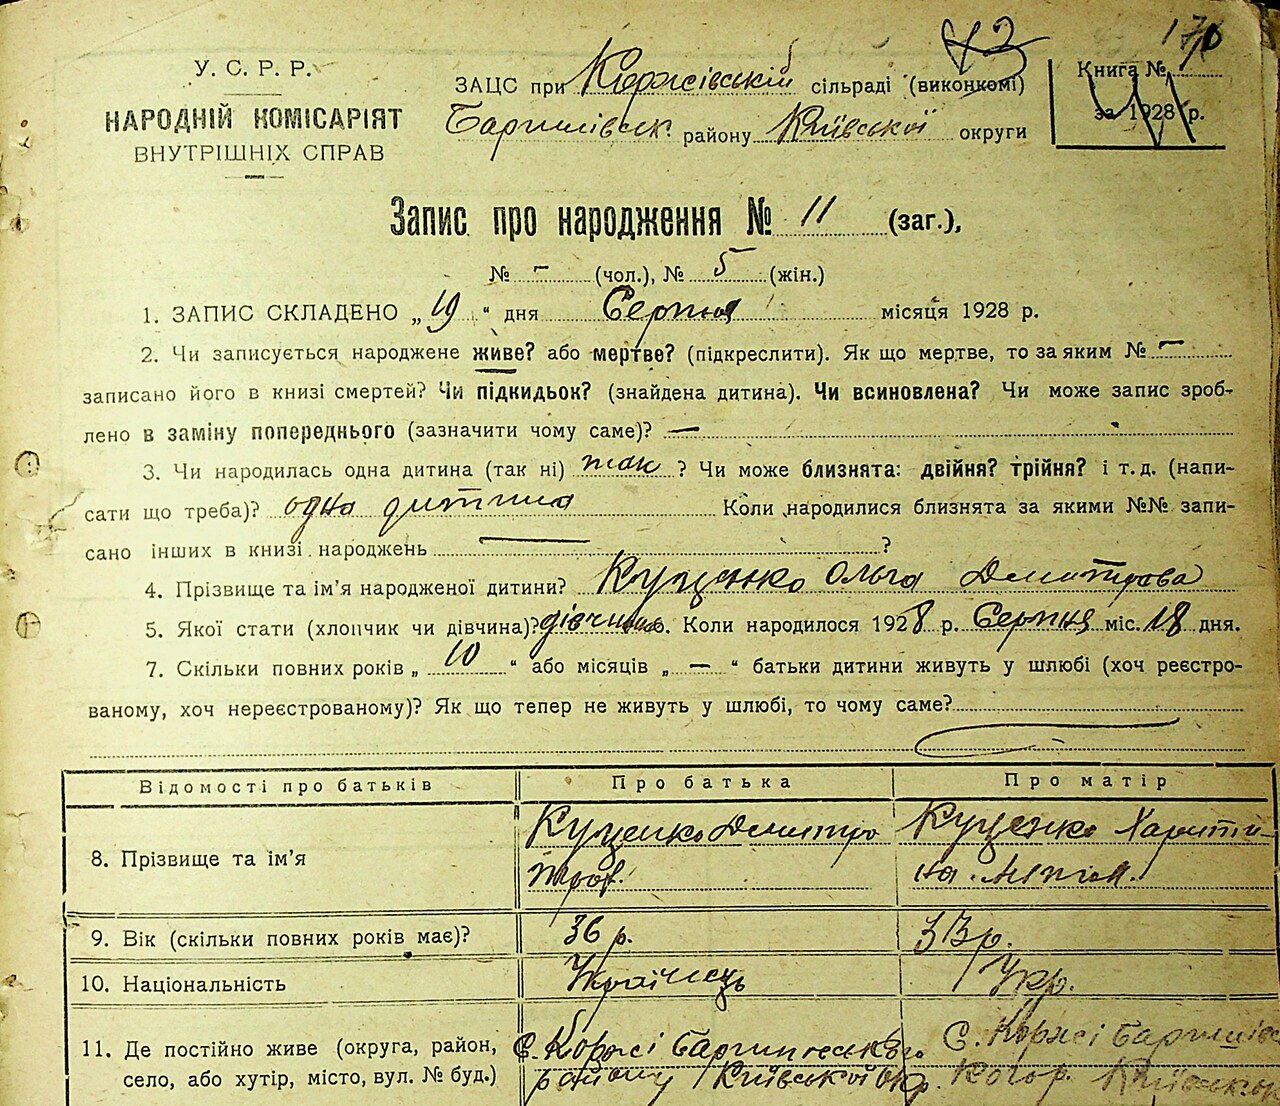 170
43
У. С. Р. Р.
НАРОДНІЙ КОМІСАРІЯТ
ВНУТРІШНІХ СПРАВ
ЗАЦС при Коржівській сільраді (виконкомі)
Баришівськ. району Київської округи
Книга №
за 1928 р.
Запис про народження № 11 (заг.),
№ – (чол.), № 5 (жін.)
1. ЗАПИС СКЛАДЕНО „19“ дня Серпня місяця 1928 р.
2. Чи записується народжене живе? або мертве? (підкреслити). Як що мертве, то за яким № –
записано його в книзі смертей? Чи підкидьок? (знайдена дитина). Чи всиновлена? Чи може запис зроб-
лено в заміну попереднього (зазначити чому саме)? —
3. Чи народилась одна дитина (так ні) так ? Чи може близнята: двійня? трійня? і т. д. (напи-
сати що треба)? одна дитина Коли народилися близнята за якими №№ запи-
сано інших в книзі народжень — ?
4. Прізвище та ім’я народженої дитини? Куценко Ольга Дмитрова
5. Якої стати (хлопчик чи дівчина)? дівчина 6. Коли народилося 1928 р. Серпня міс. 18 дня.
7. Скільки повних років „10“ або місяців „—“ батьки дитини живуть у шлюбі (хоч реєстро-
ваному, хоч нереєстрованому)? Як що тепер не живуть у шлюбі, то чому саме?
Відомості про батьків Про батька Про матір
8. Прізвище та ім’я Куценко Дмитро Куценко Харити-
на
9. Вік (скільки повних років має)? 36 р. 33 р.
10. Національність Українець Укр.
11. Де постійно живе (округа, район, с. Коржі Баришівського с. Коржі Баришівс
село, або хутір, місто, вул. № буд.) району Київської окр.